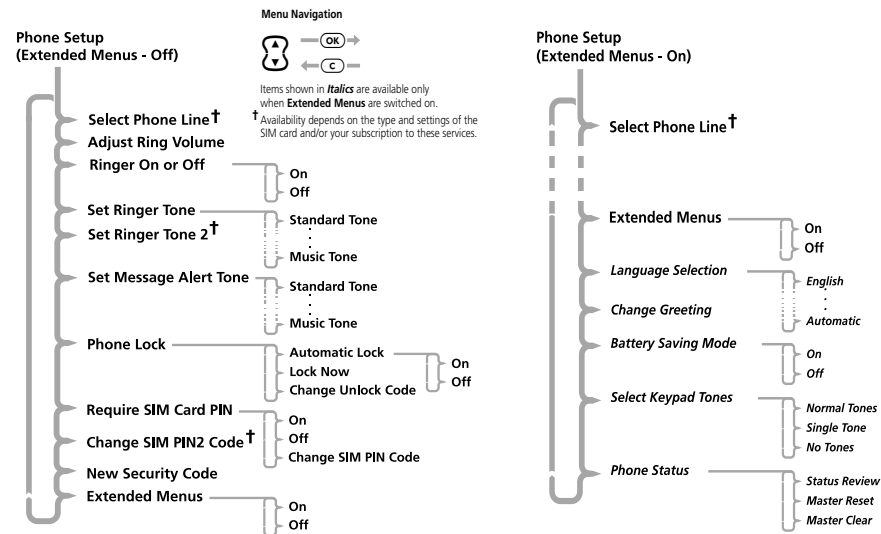 Menu Navigation
OK
C
Items shown in Italics are available only
when Extended Menus are switched on.
† Availability depends on the type and settings of the
SIM card and/or your subscription to these services.
Phone Setup
(Extended Menus - Off)
Select Phone Line†
Adjust Ring Volume
Ringer On or Off
On
Off
Set Ringer Tone
Standard Tone
Set Ringer Tone 2†
Music Tone
Set Message Alert Tone
Standard Tone
Music Tone
Phone Lock
Automatic Lock
On
Off
Lock Now
Change Unlock Code
Require SIM Card PIN
On
Off
Change SIM PIN Code
Change SIM PIN2 Code†
New Security Code
Extended Menus
On
Off
Phone Setup
(Extended Menus - On)
Select Phone Line†
Extended Menus
On
Off
Language Selection
English
Automatic
Change Greeting
Battery Saving Mode
On
Off
Select Keypad Tones
Normal Tones
Single Tone
No Tones
Phone Status
Status Review
Master Reset
Master Clear